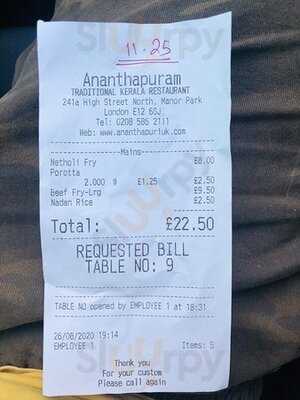 11.25
Ananthapuram
TRADITIONAL KERALA RESTAURANT
241a High Street North, Manor Park
London E12 6SJ
Tel: 0208 586 2111
Web: www.ananthapurluk.com
Mains
Netholi Fry £8.00
Porotta
2.000 @ £1.25 £2.50
Beef Fry-Lrg £9.50
Nadan Rice £2.50
Total: £22.50
REQUESTED BILL
TABLE NO: 9
TABLE NO opened by EMPLOYEE 1 at 18:31
26/08/2020 19:14
EMPLOYEE 1 Items: 5
Thank you
For your custom
Please call again
Sluurpy